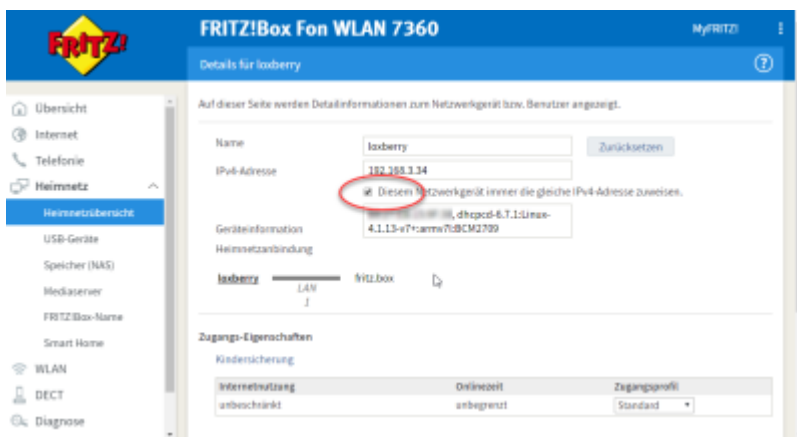 FRITZ!
FRITZ!Box Fon WLAN 7360
MyFRITZ!
Details für loxberry
Übersicht
Internet
Telefonie
Heimnetz
Heimnetzübersicht
USB-Geräte
Speicher (NAS)
Mediaserver
FRITZ!Box-Name
Smart Home
WLAN
DECT
Diagnose
Auf dieser Seite werden Detailinformationen zum Netzwerkgerät bzw. Benutzer angezeigt.
Name
loxberry
Zurücksetzen
IPv4-Adresse
192.168.3.34
Diesem Netzwerkgerät immer die gleiche IPv4-Adresse zuweisen.
Geräteinformation
, dhcpcd-6.7.1:Linux-
4.1.13-v7+:armv7l:BCM2709
Heimnetzanbindung
loxberry
LAN
1
fritz.box
Zugangs-Eigenschaften
Kindersicherung
Internetnutzung Onlinezeit Zugangsprofil
unbeschränkt unbegrenzt Standard